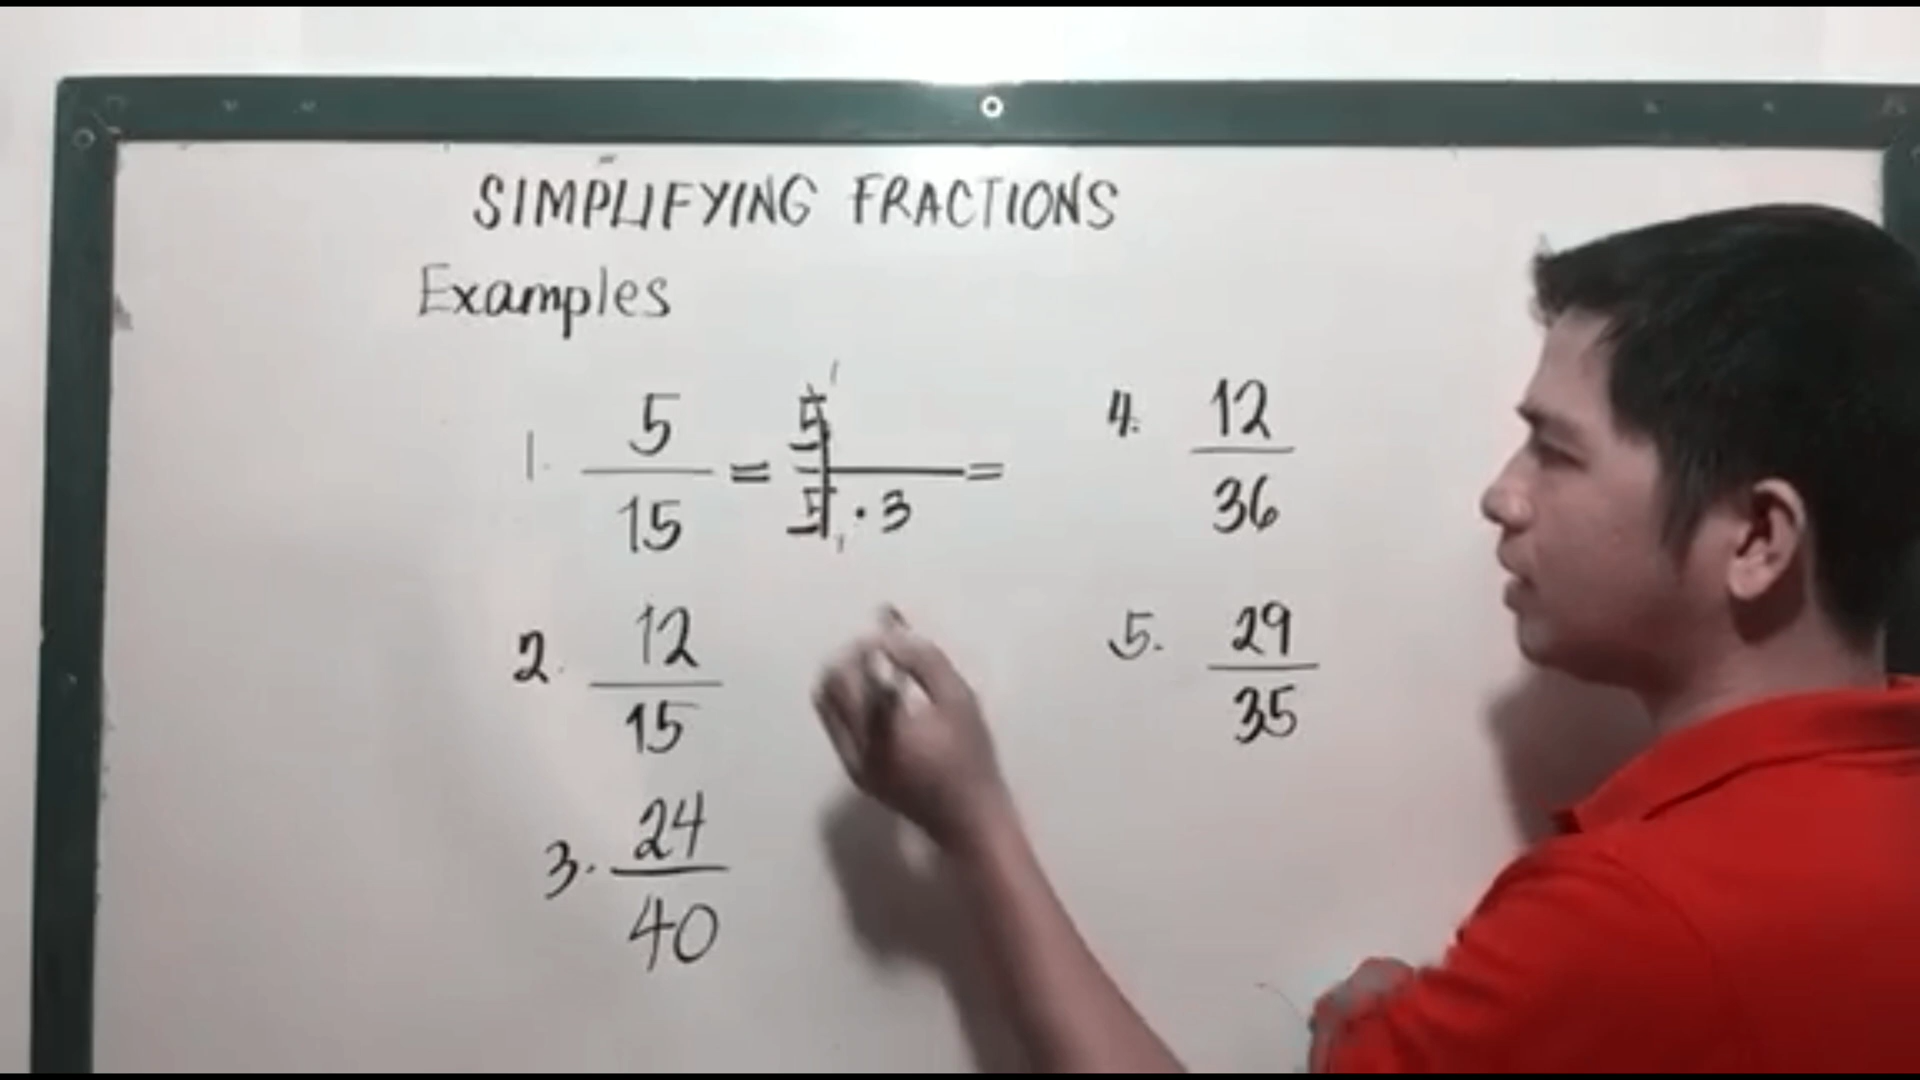 SIMPLIFYING FRACTIONS
Examples
1. 5/15 = 5/5 · 3 =
2. 12/15
3. 24/40
4. 12/36
5. 29/35